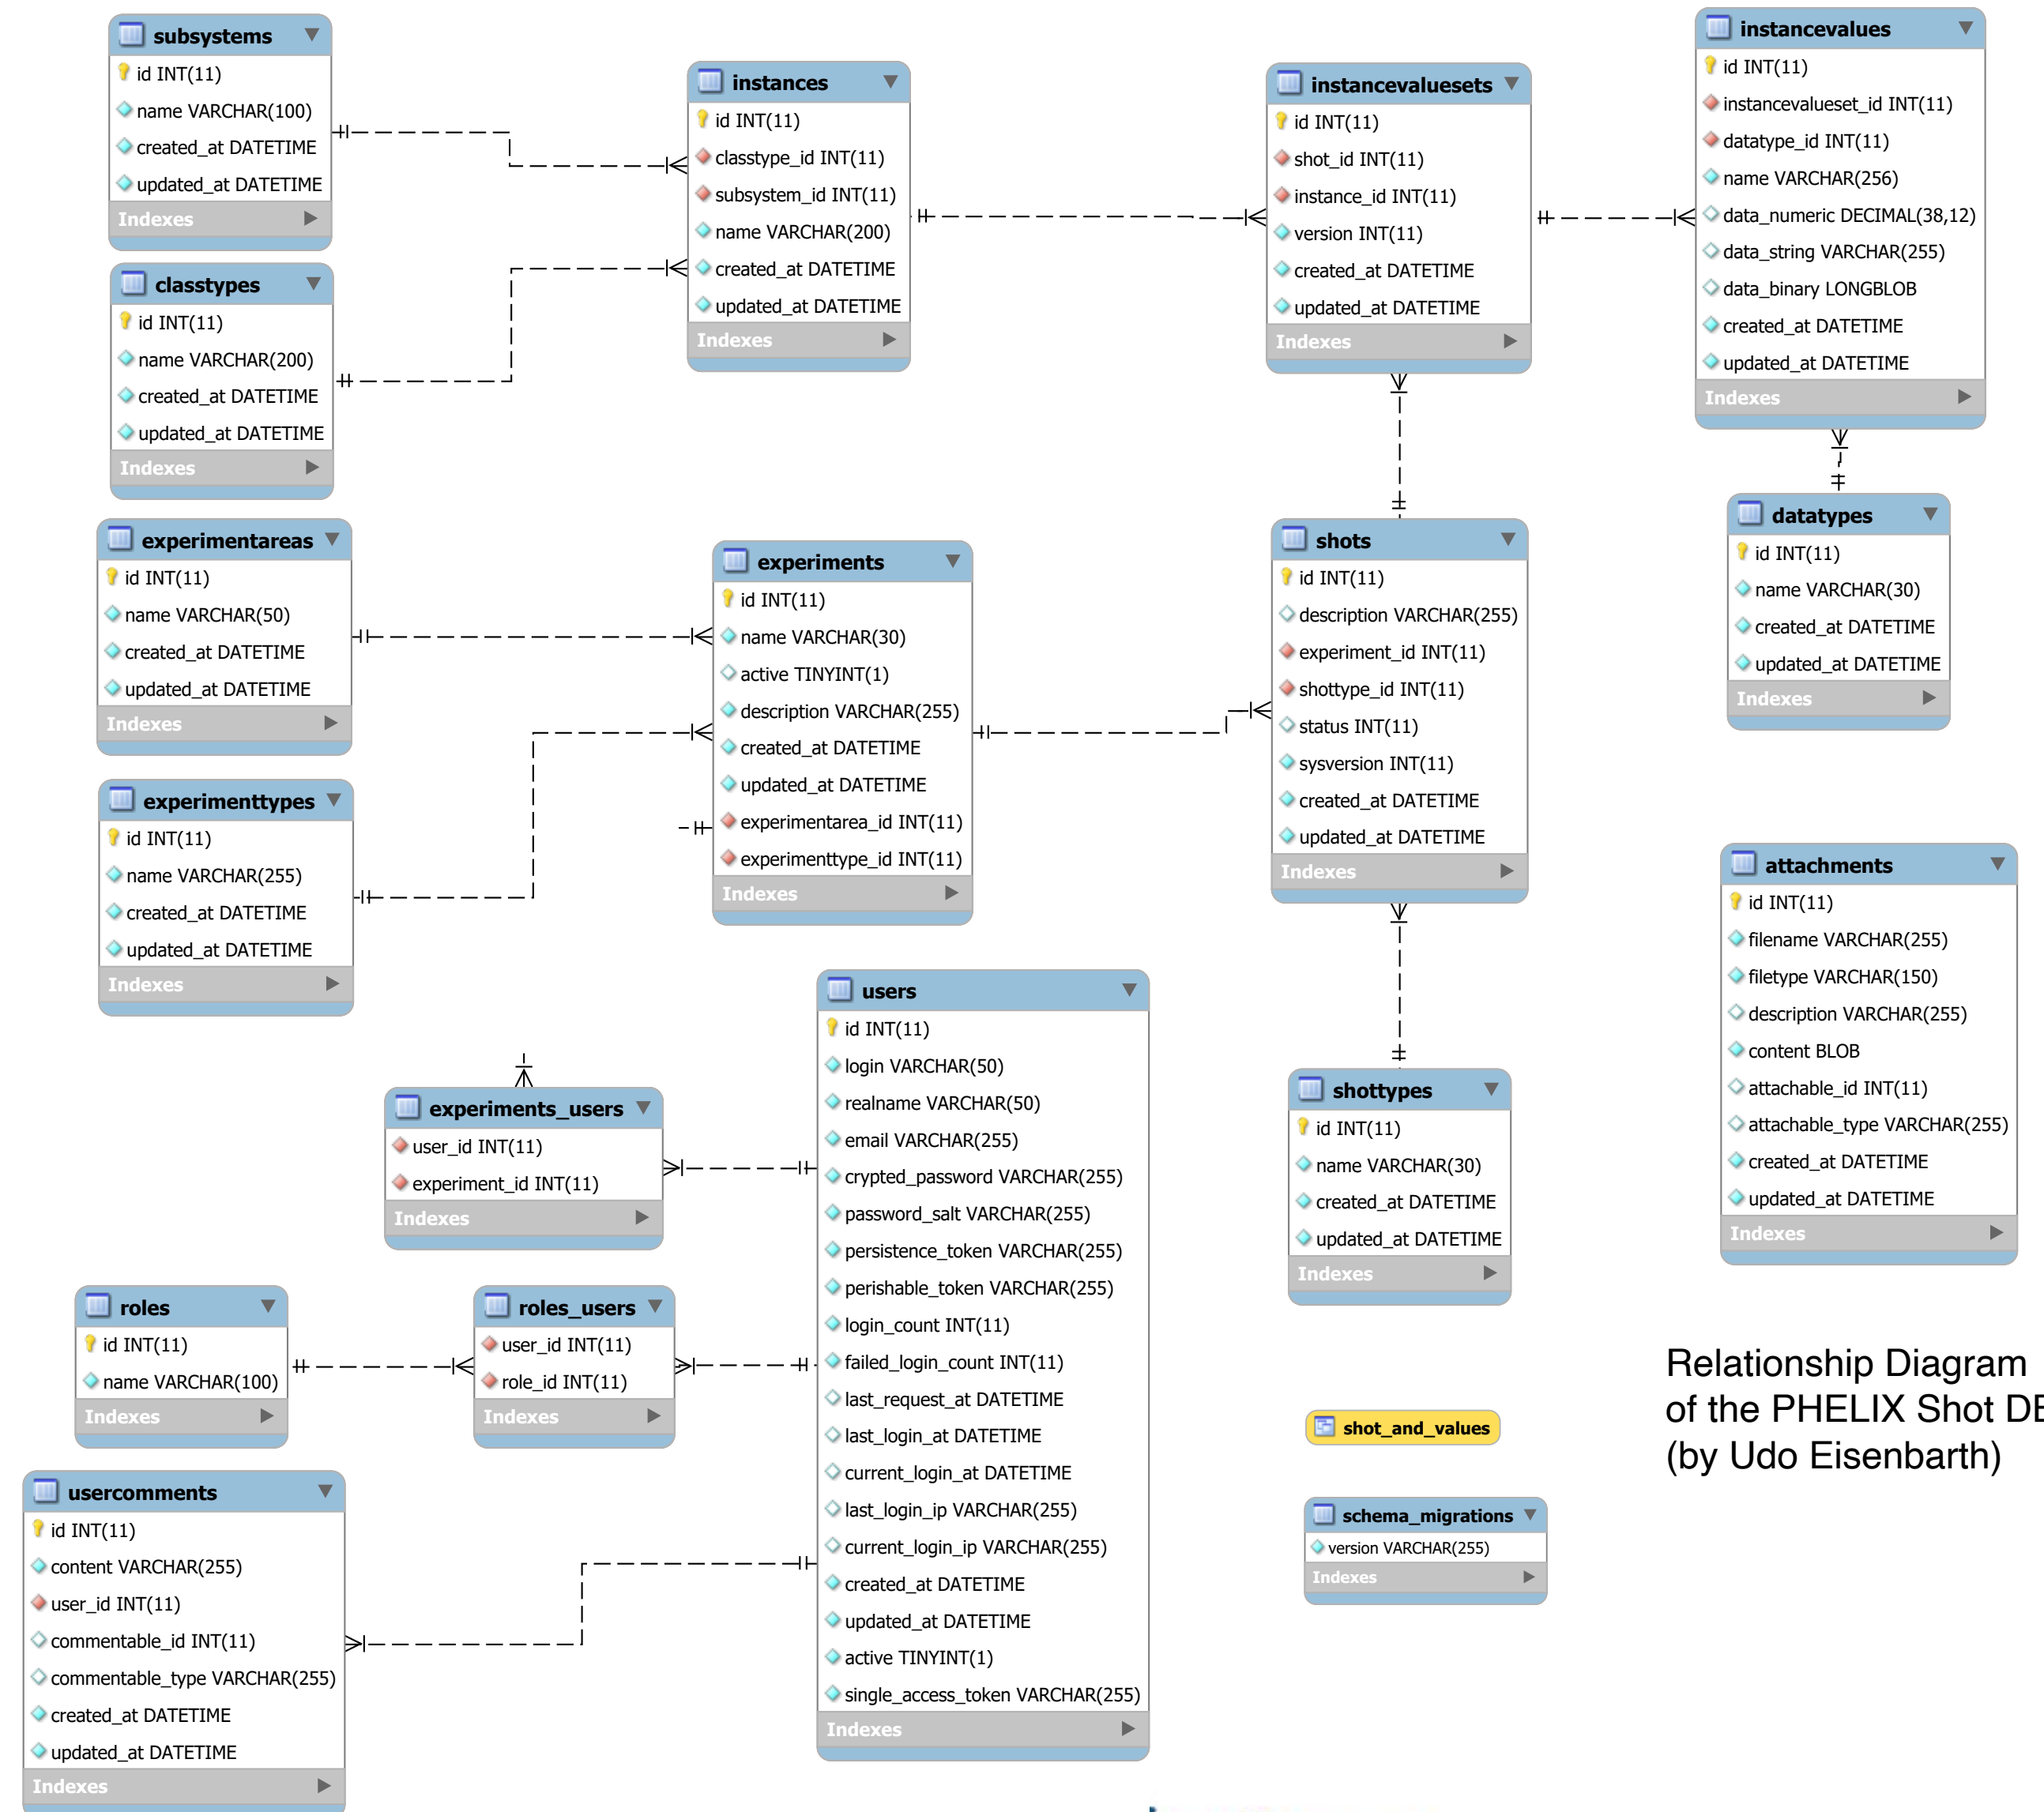 subsystems
id INT(11)
name VARCHAR(100)
created_at DATETIME
updated_at DATETIME
Indexes
classtypes
id INT(11)
name VARCHAR(200)
created_at DATETIME
updated_at DATETIME
Indexes
instances
id INT(11)
classtype_id INT(11)
subsystem_id INT(11)
name VARCHAR(200)
created_at DATETIME
updated_at DATETIME
Indexes
instancevaluesets
id INT(11)
shot_id INT(11)
instance_id INT(11)
version INT(11)
created_at DATETIME
updated_at DATETIME
Indexes
instancevalues
id INT(11)
instancevalueset_id INT(11)
datatype_id INT(11)
name VARCHAR(256)
data_numeric DECIMAL(38,12)
data_string VARCHAR(255)
data_binary LONGBLOB
created_at DATETIME
updated_at DATETIME
Indexes
experimentareas
id INT(11)
name VARCHAR(50)
created_at DATETIME
updated_at DATETIME
Indexes
experimenttypes
id INT(11)
name VARCHAR(255)
created_at DATETIME
updated_at DATETIME
Indexes
experiments
id INT(11)
name VARCHAR(30)
active TINYINT(1)
description VARCHAR(255)
created_at DATETIME
updated_at DATETIME
experimentarea_id INT(11)
experimenttype_id INT(11)
Indexes
shots
id INT(11)
description VARCHAR(255)
experiment_id INT(11)
shottype_id INT(11)
status INT(11)
sysversion INT(11)
created_at DATETIME
updated_at DATETIME
Indexes
datatypes
id INT(11)
name VARCHAR(30)
created_at DATETIME
updated_at DATETIME
Indexes
attachments
id INT(11)
filename VARCHAR(255)
filetype VARCHAR(150)
description VARCHAR(255)
content BLOB
attachable_id INT(11)
attachable_type VARCHAR(255)
created_at DATETIME
updated_at DATETIME
Indexes
experiments_users
user_id INT(11)
experiment_id INT(11)
Indexes
roles
id INT(11)
name VARCHAR(100)
Indexes
roles_users
user_id INT(11)
role_id INT(11)
Indexes
usercomments
id INT(11)
content VARCHAR(255)
user_id INT(11)
commentable_id INT(11)
commentable_type VARCHAR(255)
created_at DATETIME
updated_at DATETIME
Indexes
users
id INT(11)
login VARCHAR(50)
realname VARCHAR(50)
email VARCHAR(255)
crypted_password VARCHAR(255)
password_salt VARCHAR(255)
persistence_token VARCHAR(255)
perishable_token VARCHAR(255)
login_count INT(11)
failed_login_count INT(11)
last_request_at DATETIME
last_login_at DATETIME
current_login_at DATETIME
last_login_ip VARCHAR(255)
current_login_ip VARCHAR(255)
created_at DATETIME
updated_at DATETIME
active TINYINT(1)
single_access_token VARCHAR(255)
Indexes
shottypes
id INT(11)
name VARCHAR(30)
created_at DATETIME
updated_at DATETIME
Indexes
shot_and_values
schema_migrations
version VARCHAR(255)
Indexes
Relationship Diagram
of the PHELIX Shot
(by Udo Eisenbarth)